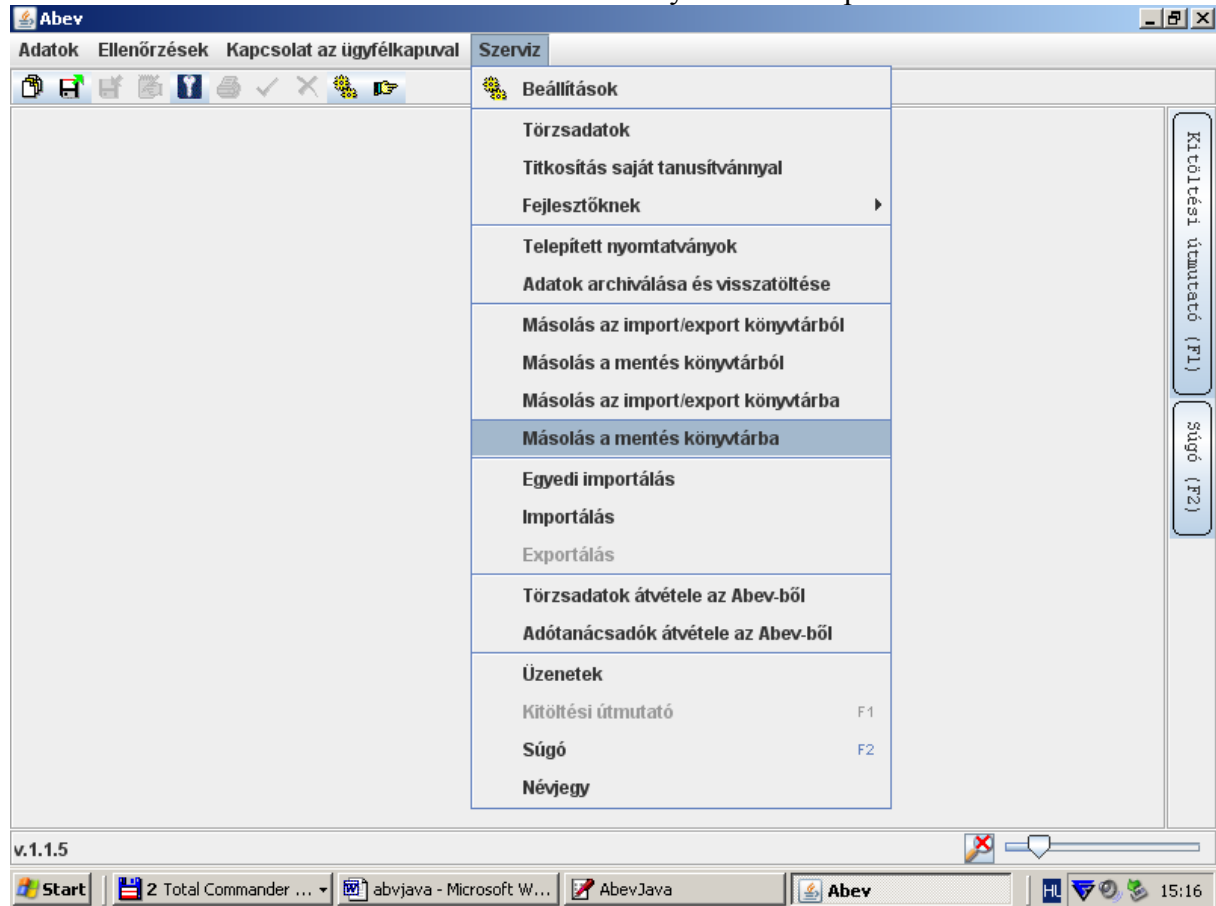 Abev
Adatok Ellenőrzések Kapcsolat az ügyfélkapuval Szerviz
Beállítások
Törzsadatok
Titkosítás saját tanusítvánnyal
Fejlesztőknek
Telepített nyomtatványok
Adatok archiválása és visszatöltése
Másolás az import/export könyvtárból
Másolás a mentés könyvtárból
Másolás az import/export könyvtárba
Másolás a mentés könyvtárba
Egyedi importálás
Importálás
Exportálás
Törzsadatok átvétele az Abev-ből
Adótanácsadók átvétele az Abev-ből
Üzenetek
Kitöltési útmutató F1
Súgó F2
Névjegy
Kitöltési útmutató (F1)
Súgó (F2)
v.1.1.5
Start 2 Total Commander ... abvjava - Microsoft W... AbevJava Abev HU 15:16